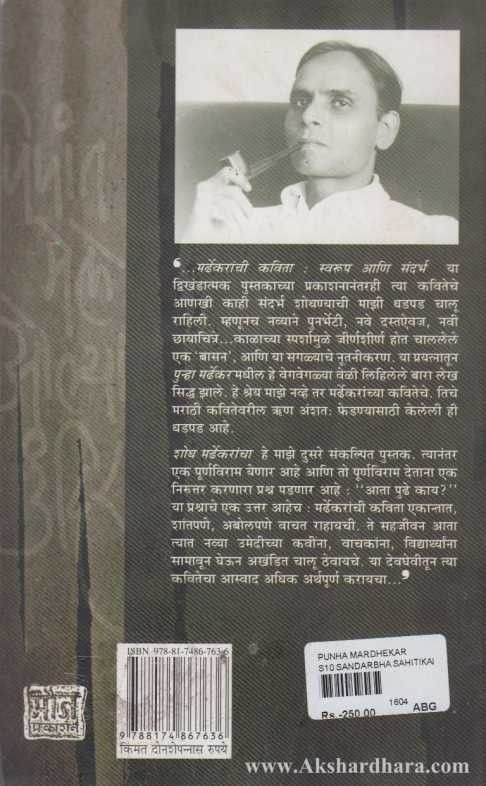 ‘...मर्ढेकरांची कविता : स्वरूप आणि संदर्भ या
द्विखंडात्मक पुस्तकाच्या प्रकाशनानंतरही त्या कवितेचे
आणखी काही संदर्भ शोधण्याची माझी धडपड चालू
राहिली. म्हणूनच नव्याने पुनर्भेटी, नवे दस्तऐवज, नवी
छायाचित्रे...काळाच्या स्पर्शामुळे जीर्णशीर्ण होत चाललेले
एक ‘बासन’, आणि या सगळ्याचे नूतनीकरण. या प्रयत्नातून
पुन्हा मर्ढेकरमधील हे वेगवेगळ्या वेळी लिहिलेले बारा लेख
सिद्ध झाले. हे श्रेय माझे नव्हे तर मर्ढेकरांच्या कवितेचे. तिचे
मराठी कवितेवरील ऋण अंशतः फेडण्यासाठी केलेली ही
धडपड आहे.
शोध मर्ढेकरांचा हे माझे दुसरे संकल्पित पुस्तक. त्यानंतर
एक पूर्णविराम येणार आहे आणि तो पूर्णविराम देताना एक
निरुत्तर करणारा प्रश्न पडणार आहे : ‘‘आता पुढे काय?’’
या प्रश्नाचे एक उत्तर आहेच : मर्ढेकरांची कविता एकान्तात,
शांतपणे, अबोलपणे वाचत राहायची. ते सहजीवन आता
त्यात नव्या उमेदीच्या कवींना, वाचकांना, विद्यार्थ्यांना
सामावून घेऊन अखंडित चालू ठेवायचे. या देवघेवीतून त्या
कवितेचा आस्वाद अधिक अर्थपूर्ण करायचा...’
ISBN 978-81-7486-763-6
9 788174 867636
किंमत दोनशेपन्नास रुपये
मौज
प्रकाशन
PUNHA MARDHEKAR
S10 SANDARBHA SAHITIKAI
1604 ABG
Rs -250.00
www.Akshardhara.com